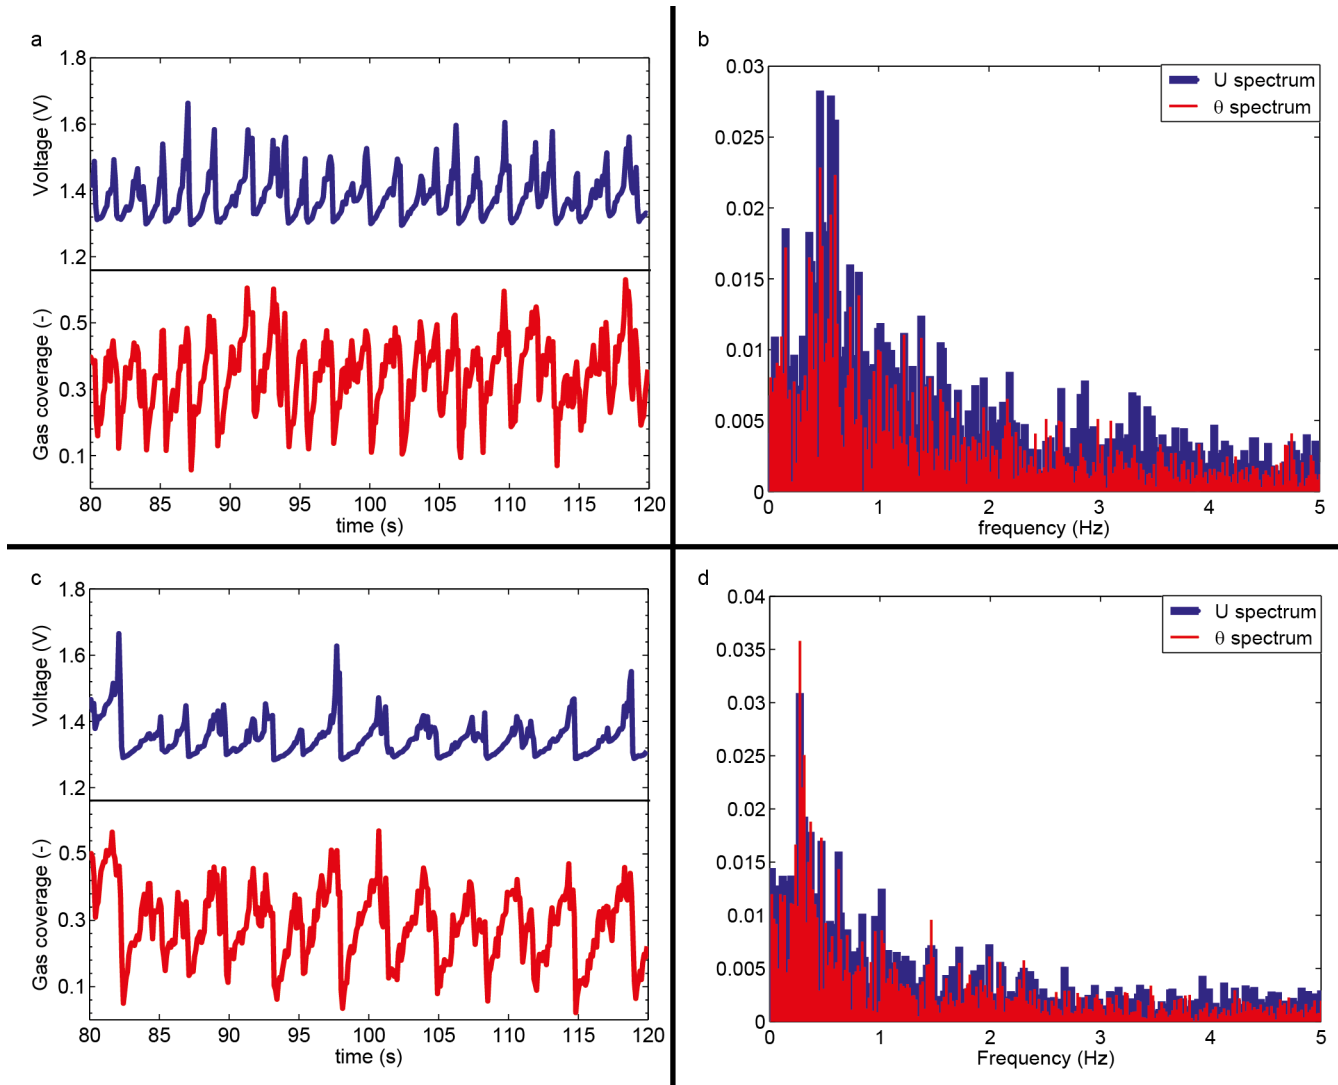 a
1.8
1.6
1.4
1.2
Voltage (V)
0.5
0.3
0.1
Gas coverage (-)
80 85 90 95 100 105 110 115 120
time (s)
b
0.03
0.025
0.02
0.015
0.01
0.005
0
U spectrum
θ spectrum
0 1 2 3 4 5
frequency (Hz)
c
1.8
1.6
1.4
1.2
Voltage (V)
0.5
0.3
0.1
Gas coverage (-)
80 85 90 95 100 105 110 115 120
time (s)
d
0.04
0.035
0.03
0.025
0.02
0.015
0.01
0.005
0
U spectrum
θ spectrum
0 1 2 3 4 5
Frequency (Hz)